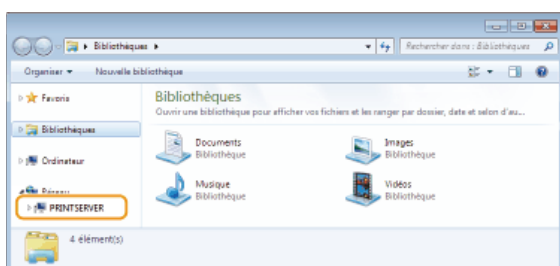 Bibliothèques
Rechercher dans : Bibliothèques
Organiser
Nouvelle bibliothèque
Favoris
Bibliothèques
Ordinateur
Réseau
PRINTSERVER
Bibliothèques
Ouvrir une bibliothèque pour afficher vos fichiers et les ranger par dossier, date et selon d'au...
Documents
Bibliothèque
Images
Bibliothèque
Musique
Bibliothèque
Vidéos
Bibliothèque
4 élément(s)